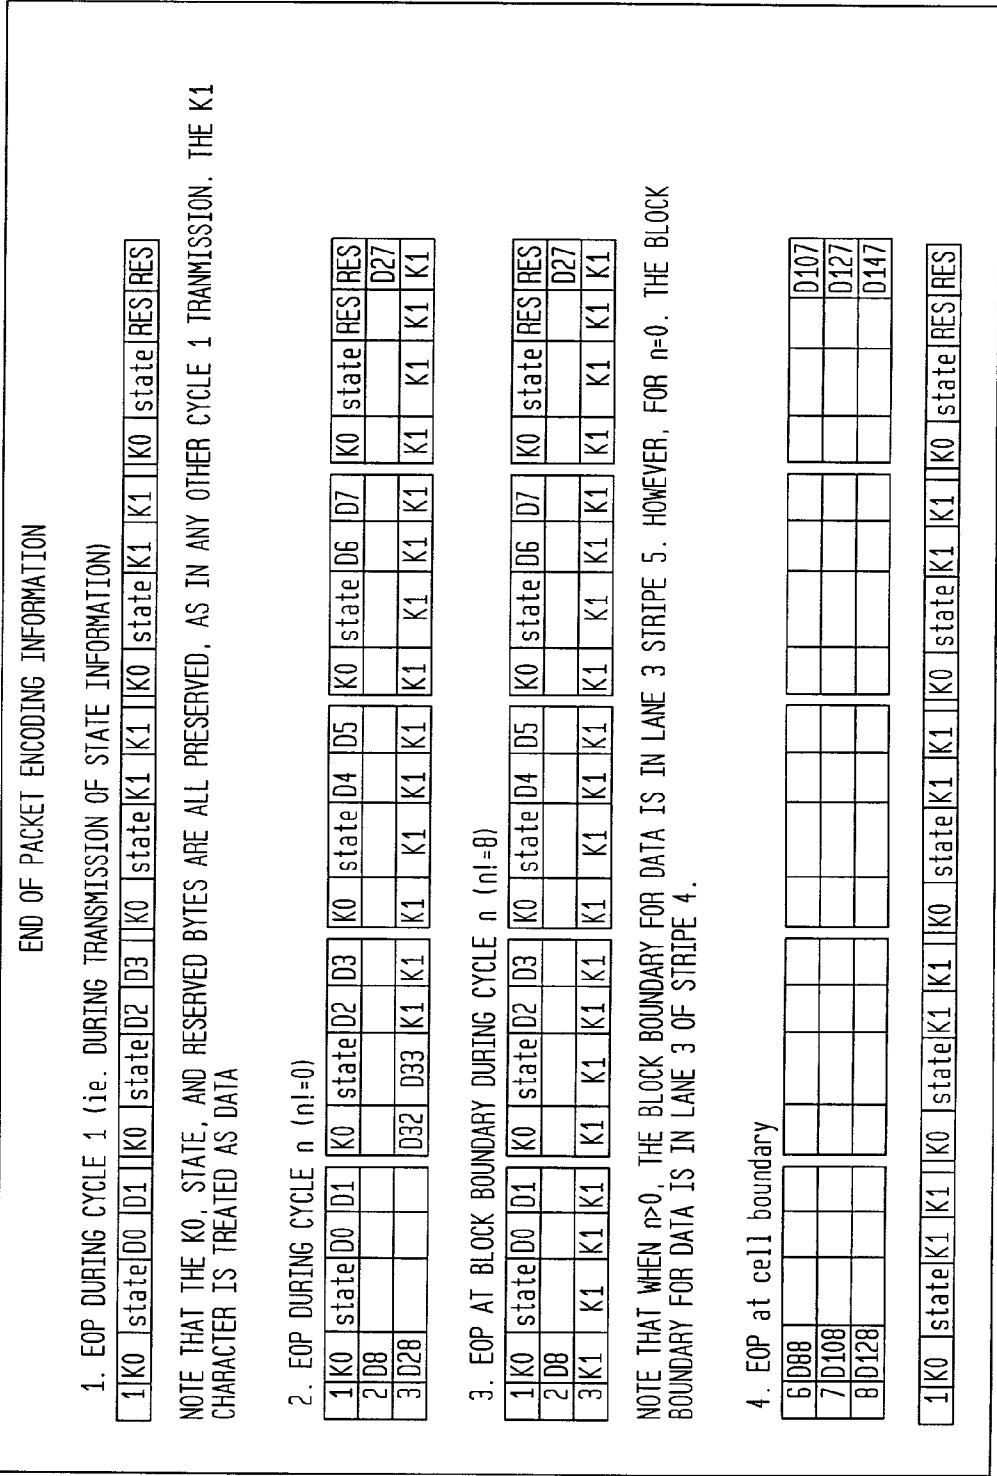 END OF PACKET ENCODING INFORMATION
1. EOP DURING CYCLE 1 (ie. DURING TRANSMISSION OF STATE INFORMATION)
1 K0 state D0 D1 K0 state D2 D3 K0 state K1 K1 K0 state K1 K1 K0 state RES RES
NOTE THAT THE K0, STATE, AND RESERVED BYTES ARE ALL PRESERVED, AS IN ANY OTHER CYCLE 1 TRANMISSION. THE K1
CHARACTER IS TREATED AS DATA
2. EOP DURING CYCLE n (n!=0)
1 K0 state D0 D1 K0 state D2 D3 K0 state D4 D5 K0 state D6 D7 K0 state RES RES
2 D8 D27
3 D28 D32 D33 K1 K1 K1 K1 K1 K1 K1 K1 K1 K1 K1 K1 K1 K1
3. EOP AT BLOCK BOUNDARY DURING CYCLE n (n!=8)
1 K0 state D0 D1 K0 state D2 D3 K0 state D4 D5 K0 state D6 D7 K0 state RES RES
2 D8 D27
3 K1 K1 K1 K1 K1 K1 K1 K1 K1 K1 K1 K1 K1 K1 K1 K1 K1 K1 K1 K1
NOTE THAT WHEN n>0, THE BLOCK BOUNDARY FOR DATA IS IN LANE 3 STRIPE 5. HOWEVER, FOR n=0. THE BLOCK
BOUNDARY FOR DATA IS IN LANE 3 OF STRIPE 4.
4. EOP at cell boundary
6 D88 D107
7 D108 D127
8 D128 D147
1 K0 state K1 K1 K0 state K1 K1 K0 state K1 K1 K0 state K1 K1 K0 state RES RES